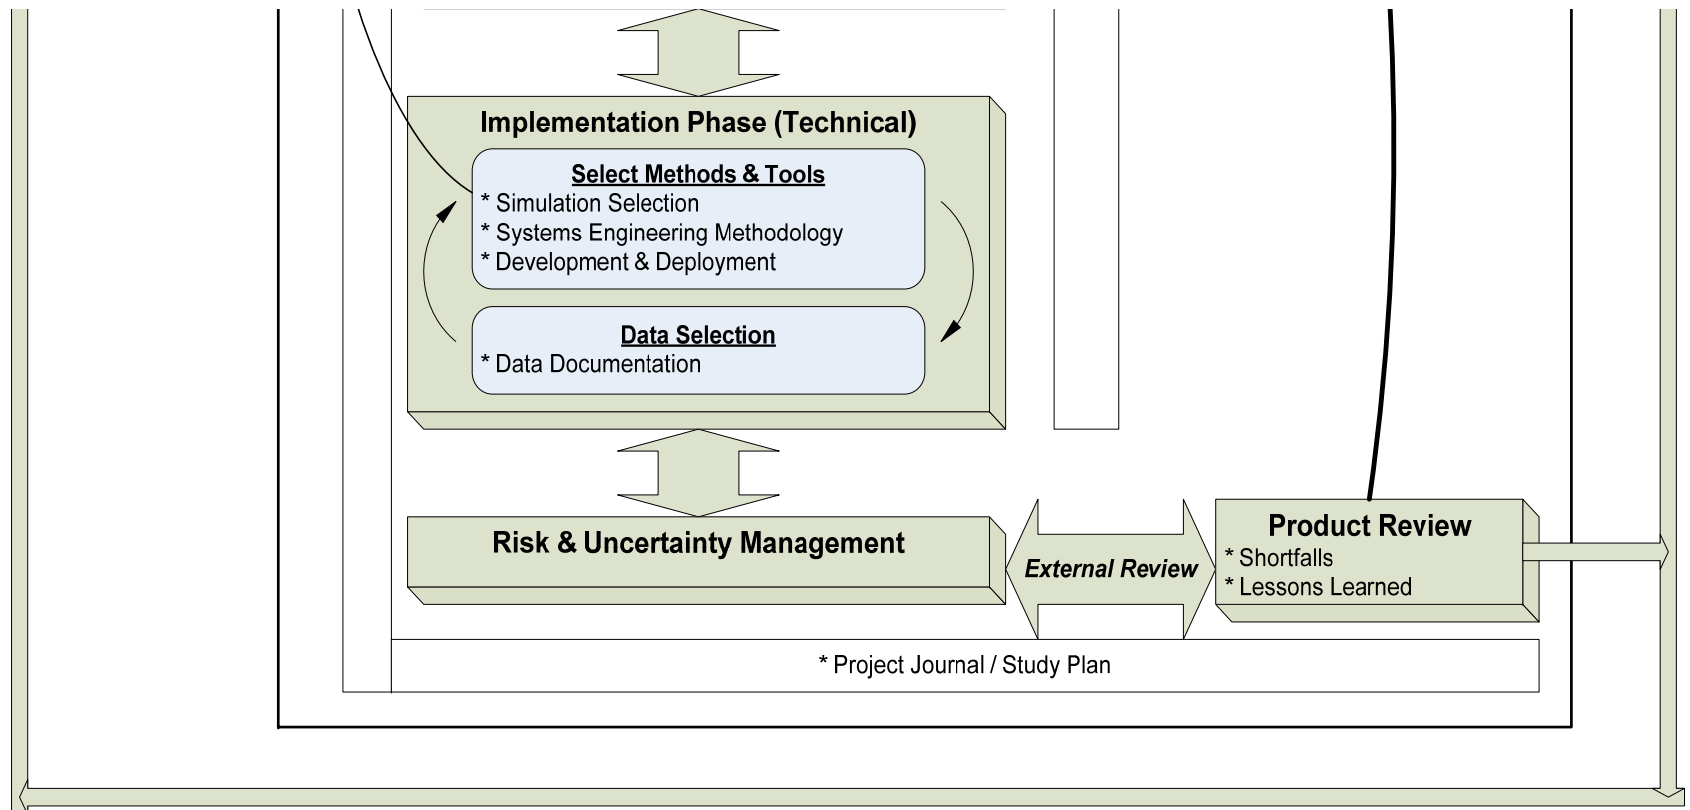 Implementation Phase (Technical)
Select Methods & Tools
* Simulation Selection
* Systems Engineering Methodology
* Development & Deployment
Data Selection
* Data Documentation
Risk & Uncertainty Management
External Review
Product Review
* Shortfalls
* Lessons Learned
* Project Journal / Study Plan